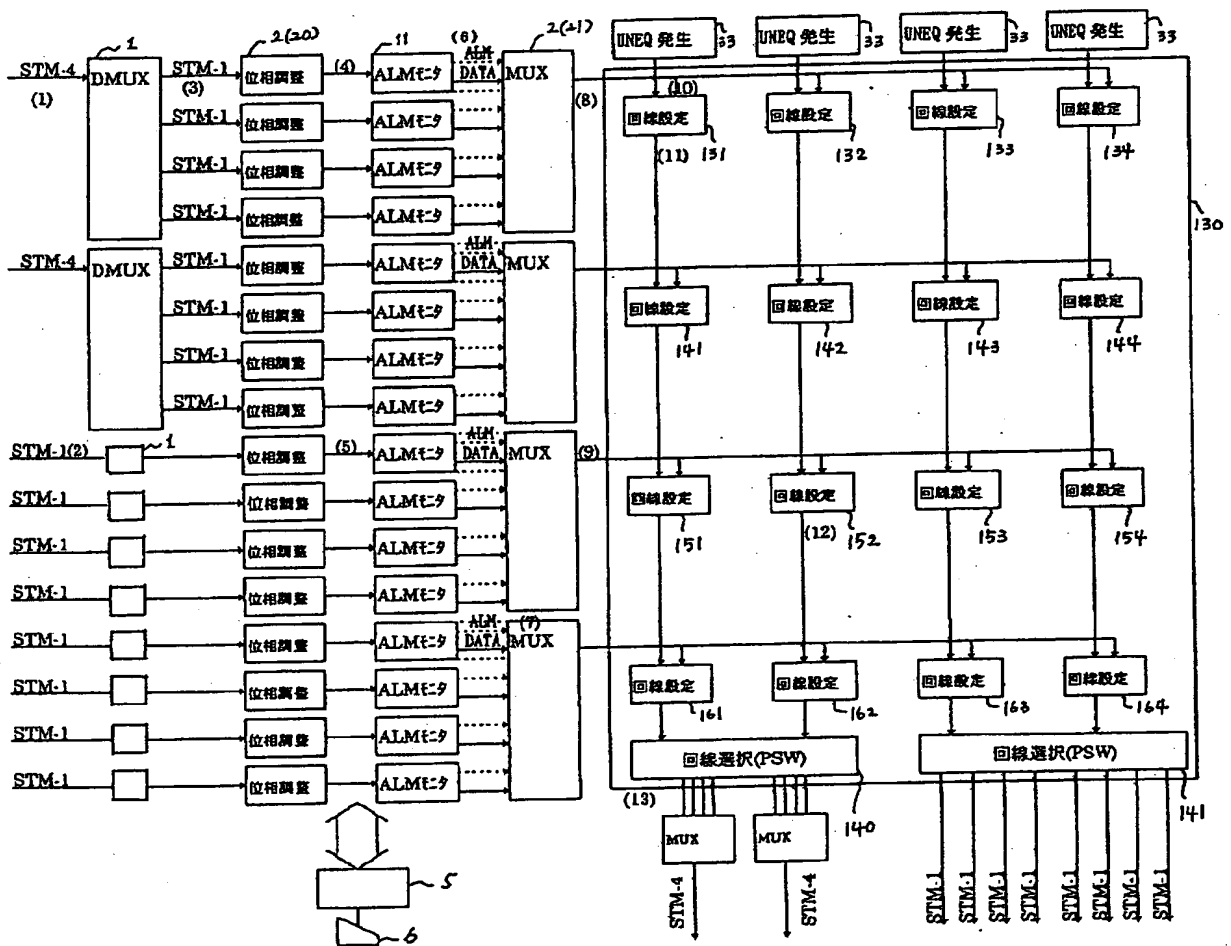 1
2(20)
11
(6)
2(21)
UNEQ 発生
33
UNEQ 発生
33
UNEQ 発生
33
UNEQ 発生
33
STM-4
(1)
DMUX
STM-1
(3)
位相調整
(4)
ALMモニタ
ALM
DATA
MUX
(8)
(10)
STM-1
位相調整
ALMモニタ
回線設定
131
(11)
回線設定
132
回線設定
133
回線設定
134
STM-1
位相調整
ALMモニタ
STM-1
位相調整
ALMモニタ
130
STM-4
DMUX
STM-1
位相調整
ALMモニタ
ALM
DATA
MUX
STM-1
位相調整
ALMモニタ
回線設定
141
回線設定
142
回線設定
143
回線設定
144
STM-1
位相調整
ALMモニタ
STM-1
位相調整
ALMモニタ
STM-1(2)
1
位相調整
(5)
ALMモニタ
ALM
DATA
MUX
(9)
STM-1
位相調整
ALMモニタ
回線設定
151
回線設定
(12)
152
回線設定
153
回線設定
154
STM-1
位相調整
ALMモニタ
STM-1
位相調整
ALMモニタ
STM-1
位相調整
ALMモニタ
ALM
DATA
(7)
MUX
STM-1
位相調整
ALMモニタ
回線設定
161
回線設定
162
回線設定
163
回線設定
164
STM-1
位相調整
ALMモニタ
回線選択(PSW)
回線選択(PSW)
STM-1
位相調整
ALMモニタ
(13)
140
141
MUX
MUX
5
6
STM-4
STM-4
STM-1
STM-1
STM-1
STM-1
STM-1
STM-1
STM-1
STM-1